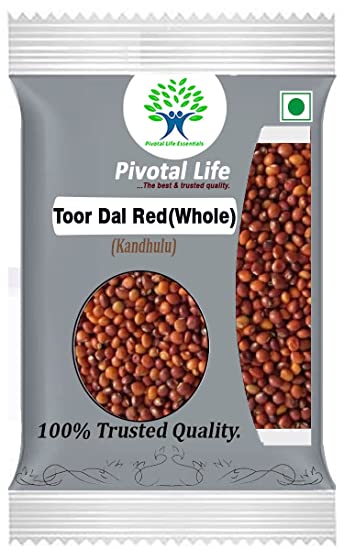 Pivotal Life Essentials
Pivotal Life
...The best & trusted quality.
Toor Dal Red(Whole)
(Kandhulu)
100% Trusted Quality.